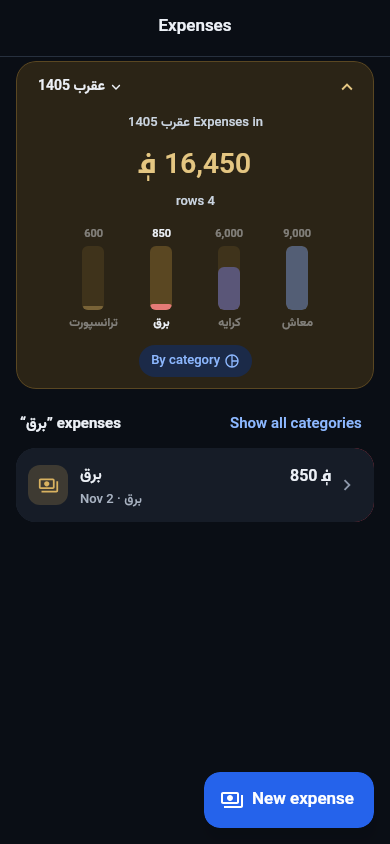 Expenses
عقرب 1405
Expenses in عقرب 1405
16,450 ؋
4 rows
600
850
6,000
9,000
ترانسپورت
برق
کرایه
معاش
By category
“برق” expenses
Show all categories
برق
850 ؋
Nov 2 · برق
New expense